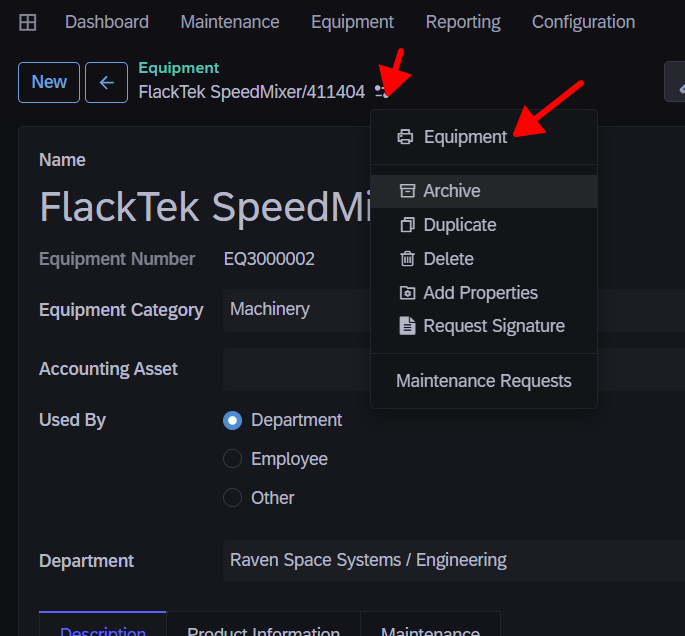 Dashboard Maintenance Equipment Reporting Configuration
New
Equipment
FlackTek SpeedMixer/411404
Equipment
Archive
Duplicate
Delete
Add Properties
Request Signature
Maintenance Requests
Name
FlackTek SpeedMi
Equipment Number EQ3000002
Equipment Category Machinery
Accounting Asset
Used By
Department
Employee
Other
Department Raven Space Systems / Engineering
Description Product Information Maintenance